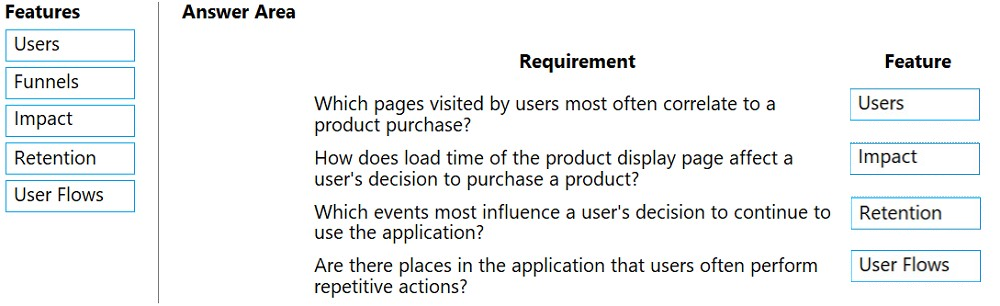 Features
Answer Area
Users
Funnels
Impact
Retention
User Flows
Requirement
Feature
Which pages visited by users most often correlate to a
product purchase?
Users
How does load time of the product display page affect a
user's decision to purchase a product?
Impact
Which events most influence a user's decision to continue to
use the application?
Retention
Are there places in the application that users often perform
repetitive actions?
User Flows